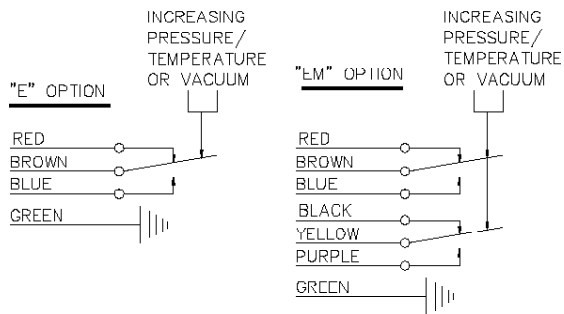 INCREASING
PRESSURE/
TEMPERATURE
OR VACUUM
"E" OPTION
RED
BROWN
BLUE
GREEN
INCREASING
PRESSURE/
TEMPERATURE
OR VACUUM
"EM" OPTION
RED
BROWN
BLUE
BLACK
YELLOW
PURPLE
GREEN